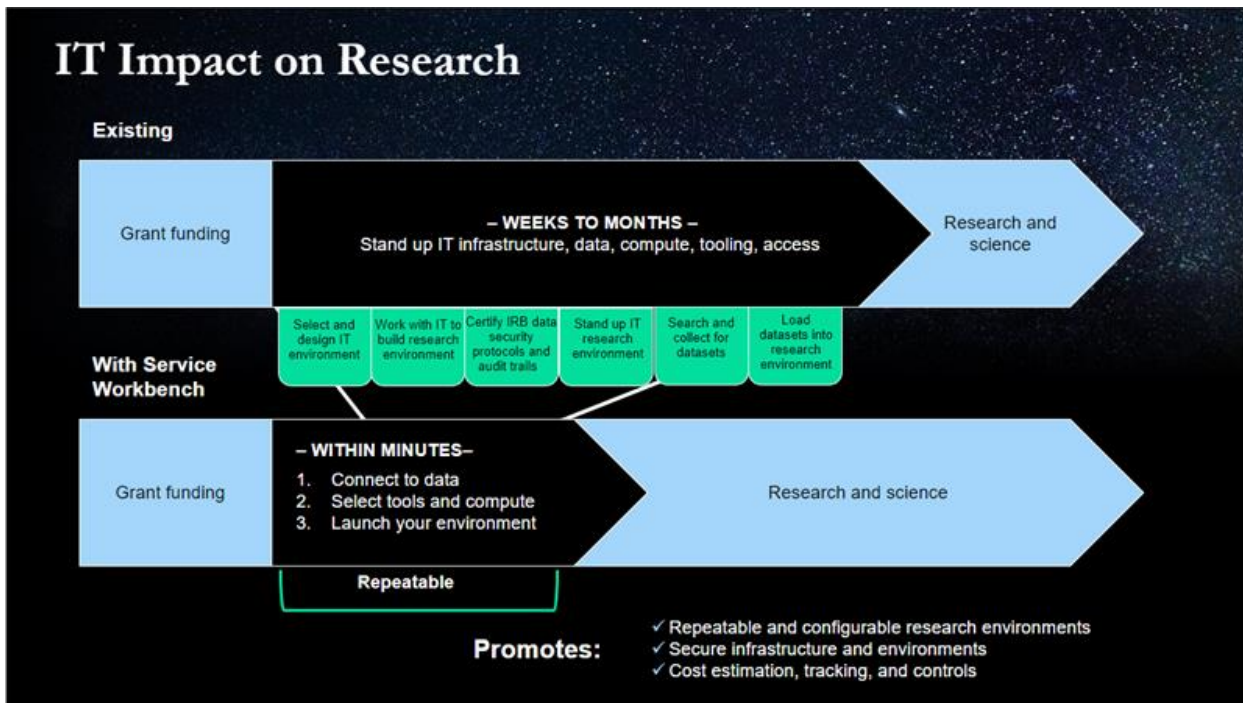 IT Impact on Research
Existing
Grant funding
– WEEKS TO MONTHS –
Stand up IT infrastructure, data, compute, tooling, access
Research and
science
Select and
design IT
environment
Work with IT to
build research
environment
Certify IRB data
security
protocols and
audit trails
Stand up IT
research
environment
Search and
collect for
datasets
Load
datasets into
research
environment
With Service
Workbench
Grant funding
– WITHIN MINUTES–
1. Connect to data
2. Select tools and compute
3. Launch your environment
Research and science
Repeatable
Promotes:
✓ Repeatable and configurable research environments
✓ Secure infrastructure and environments
✓ Cost estimation, tracking, and controls